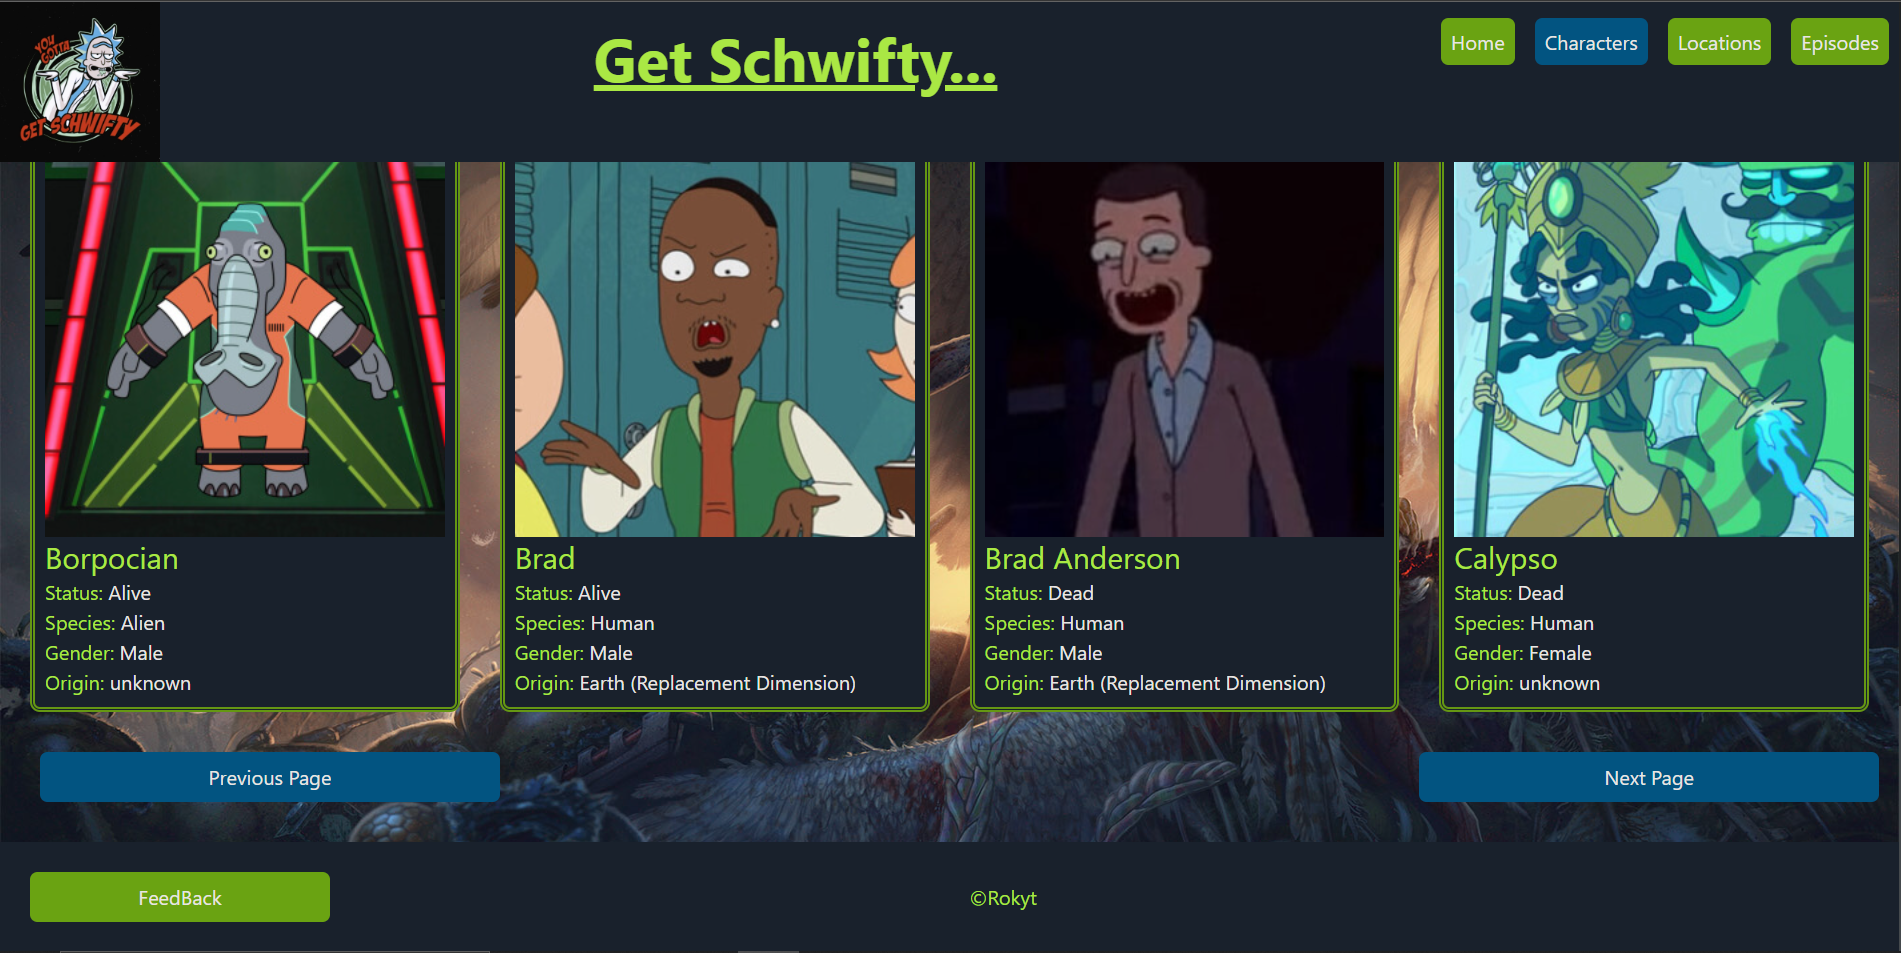 YOU GOTTA
GET SCHWIFTY
Get Schwifty...
Home
Characters
Locations
Episodes
Borpocian
Status: Alive
Species: Alien
Gender: Male
Origin: unknown
Brad
Status: Alive
Species: Human
Gender: Male
Origin: Earth (Replacement Dimension)
Brad Anderson
Status: Dead
Species: Human
Gender: Male
Origin: Earth (Replacement Dimension)
Calypso
Status: Dead
Species: Human
Gender: Female
Origin: unknown
Previous Page
Next Page
FeedBack
©Rokyt